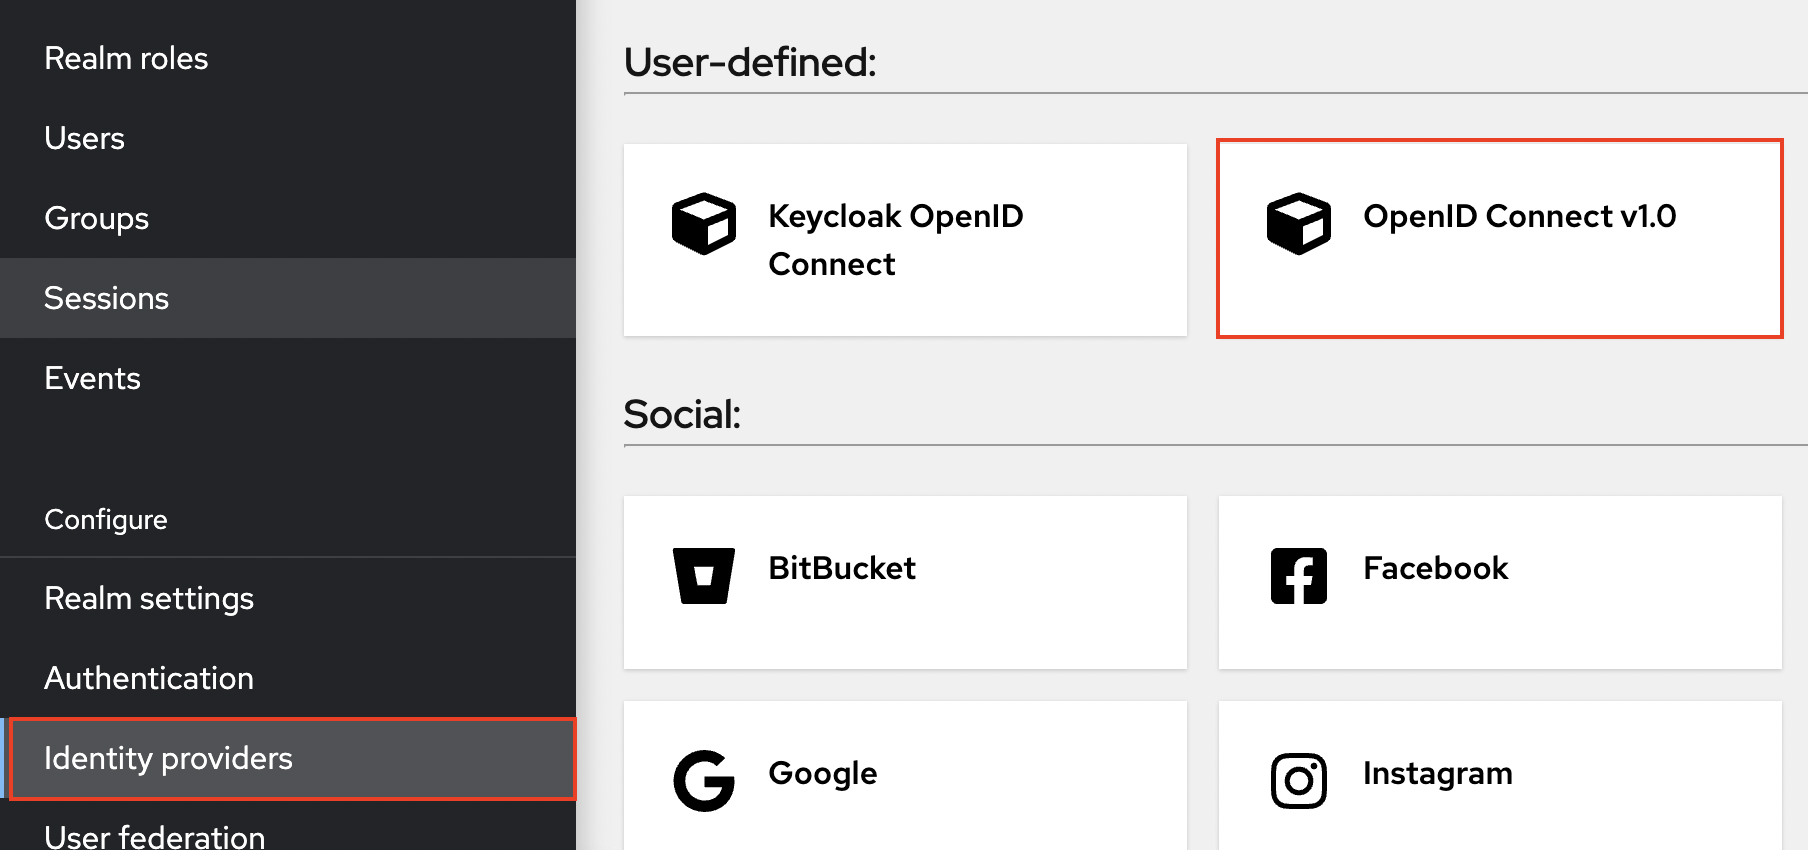 Realm roles
Users
Groups
Sessions
Events
Configure
Realm settings
Authentication
Identity providers
User federation
User-defined:
Keycloak OpenID
Connect
OpenID Connect v1.0
Social:
BitBucket
Facebook
Google
Instagram